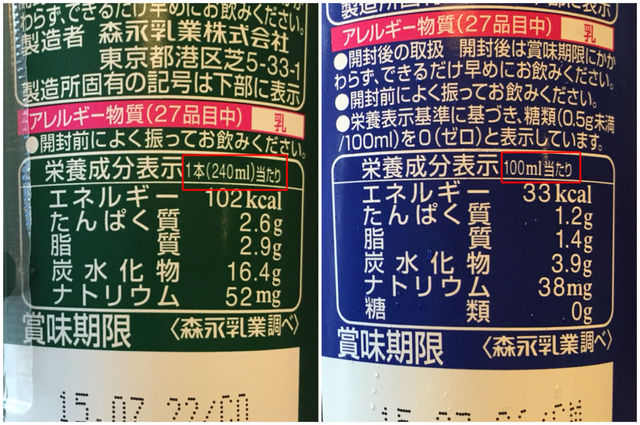 わらず、できるだけ早めにお飲みください。
製造者 森永乳業株式会社
東京都港区芝5-33-1
製造所固有の記号は下部に表示
アレルギー物質(27品目中) 乳
●開封前によく振ってお飲みください。
栄養成分表示 1本(240ml)当たり
エネルギー 102kcal
たんぱく質 2.6g
脂質 2.9g
炭水化物 16.4g
ナトリウム 52mg
賞味期限 〈森永乳業調べ〉
アレルギー物質(27品目中) 乳
●開封後の取扱 開封後は賞味期限にかか
わらず、できるだけ早めにお飲みください。
●開封前によく振ってお飲みください。
●栄養表示基準に基づき、糖類(0.5g未満
/100ml)を0(ゼロ)と表示しています。
栄養成分表示 100ml当たり
エネルギー 33kcal
たんぱく質 1.2g
脂質 1.4g
炭水化物 3.9g
ナトリウム 38mg
糖類 0g
賞味期限 〈森永乳業調べ〉